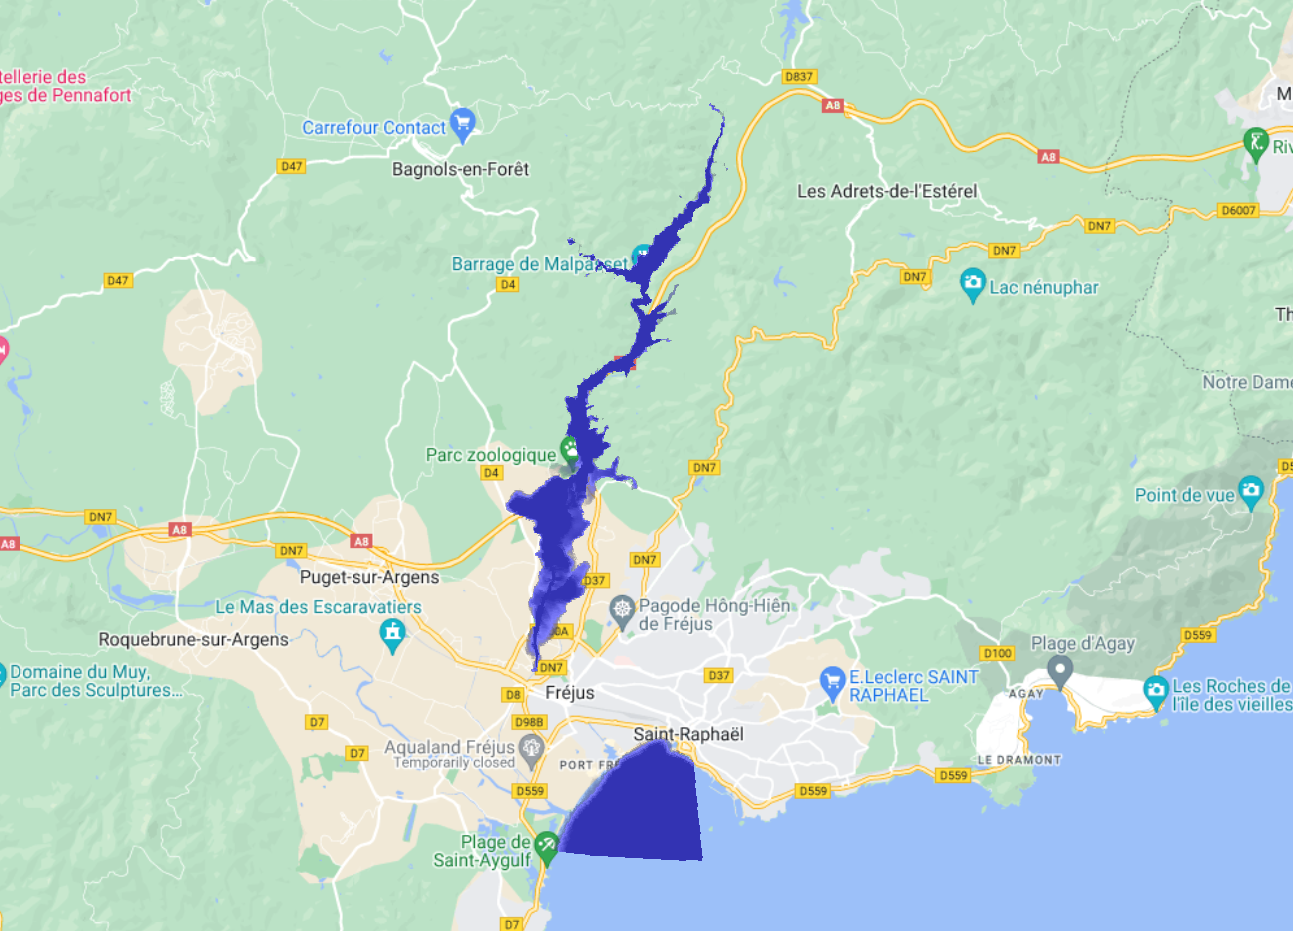 D837
tellerie des
ges de Pennafort
A8
M
Carrefour Contact
Riv
A8
D47
Bagnols-en-Forêt
Les Adrets-de-l'Estérel
D6007
DN7
DN7
Barrage de Malpasset
DN7
D47
D4
Lac nénuphar
Th
Notre Dame
Parc zoologique
D4
DN7
D5
Point de vue
DN7
A8
A8
A8
DN7
DN7
Puget-sur-Argens
D37
Le Mas des Escaravatiers
Pagode Hông-Hiên
de Fréjus
Roquebrune-sur-Argens
0A
D559
Plage d'Agay
D100
Domaine du Muy,
Parc des Sculptures...
DN7
D37
E.Leclerc SAINT
RAPHAEL
Les Roches de
l'île des vieilles
D8
Fréjus
AGAY
D7
D98B
Saint-Raphaël
Aqualand Fréjus
Temporarily closed
D7
PORT FR
LE DRAMONT
D559
D559
D559
Plage de
Saint-Aygulf
D7